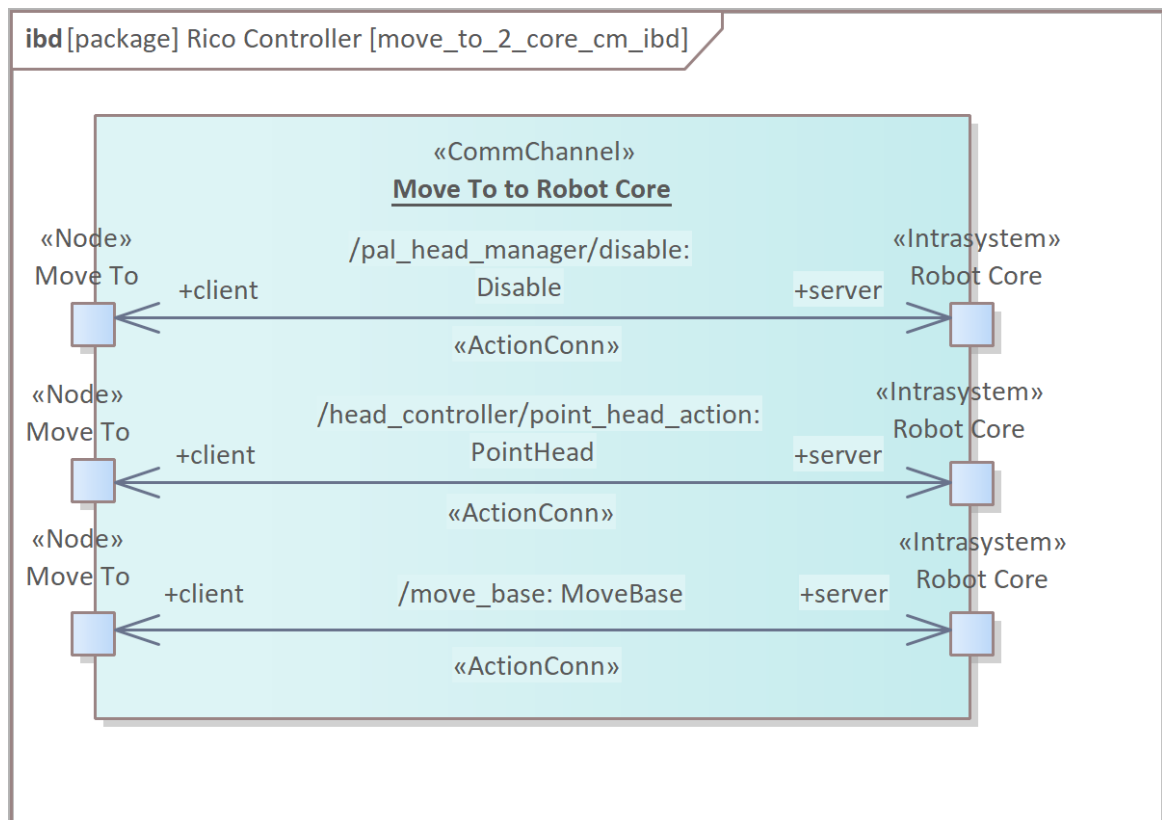 ibd [package] Rico Controller [move_to_2_core_cm_ibd]
«CommChannel»
Move To to Robot Core
«Node»
Move To
/pal_head_manager/disable:
Disable
«Intrasystem»
Robot Core
+client
+server
«ActionConn»
«Node»
Move To
/head_controller/point_head_action:
PointHead
«Intrasystem»
Robot Core
+client
+server
«ActionConn»
«Node»
Move To
«Intrasystem»
Robot Core
+client
/move_base: MoveBase
+server
«ActionConn»